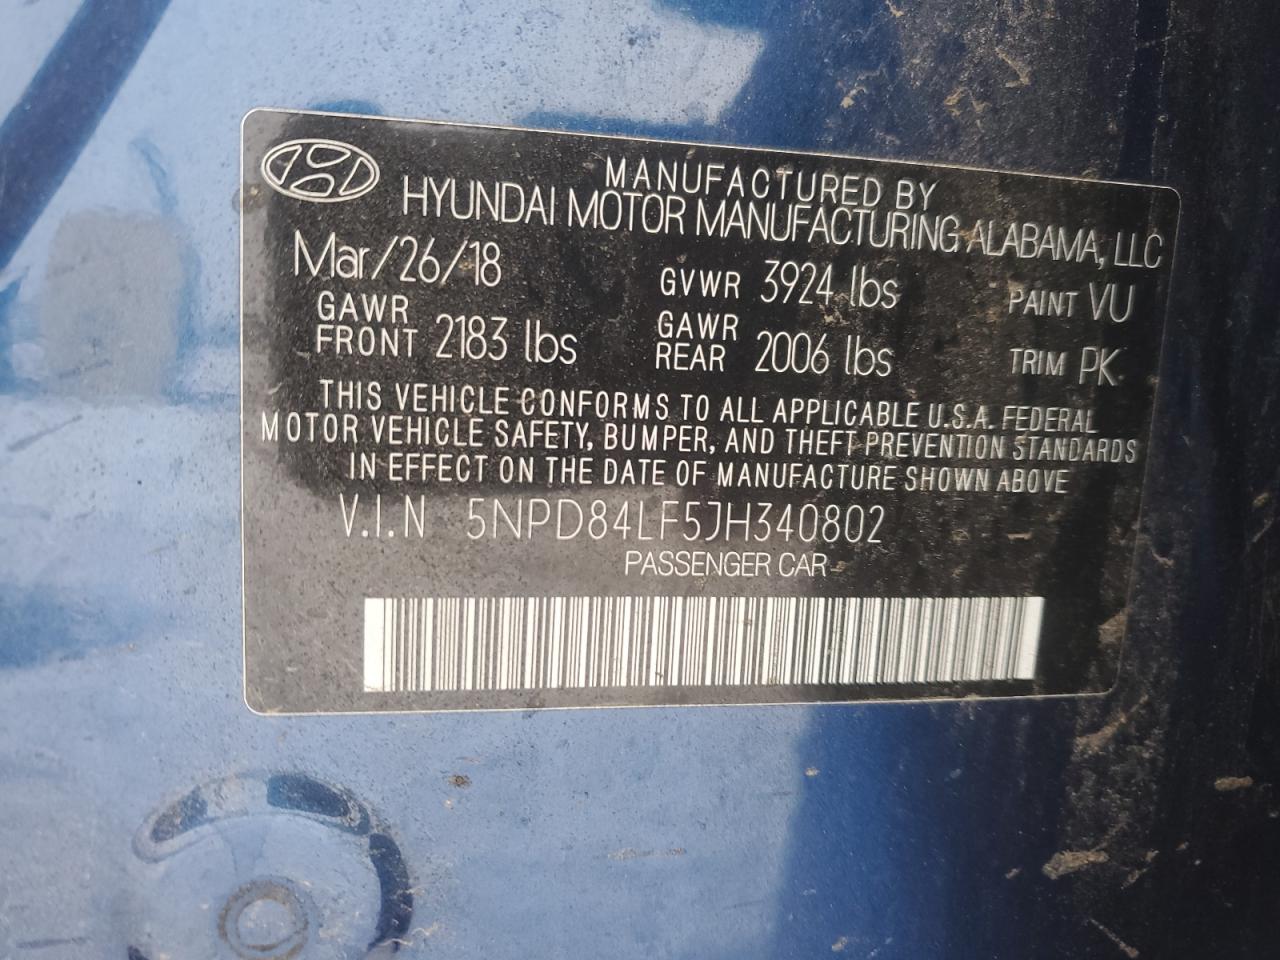 MANUFACTURED BY
HYUNDAI MOTOR MANUFACTURING ALABAMA, LLC
Mar/26/18 GVWR 3924 lbs PAINT VU
GAWR FRONT 2183 lbs GAWR REAR 2006 lbs TRIM PK
THIS VEHICLE CONFORMS TO ALL APPLICABLE U.S.A. FEDERAL
MOTOR VEHICLE SAFETY, BUMPER, AND THEFT PREVENTION STANDARDS
IN EFFECT ON THE DATE OF MANUFACTURE SHOWN ABOVE
V.I.N 5NPD84LF5JH340802
PASSENGER CAR